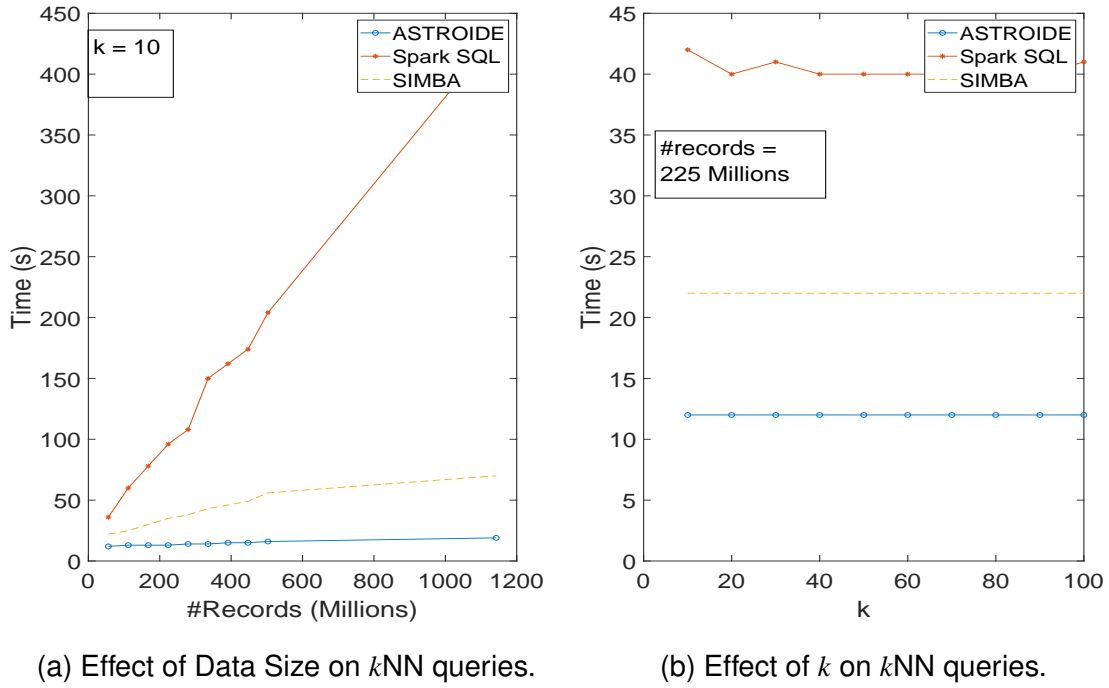 450
400
350
300
250
200
150
100
50
0
Time (s)
k = 10
ASTROIDE
Spark SQL
SIMBA
0 200 400 600 800 1000 1200
#Records (Millions)
(a) Effect of Data Size on kNN queries.
45
40
35
30
25
20
15
10
5
0
Time (s)
ASTROIDE
Spark SQL
SIMBA
#records =
225 Millions
0 20 40 60 80 100
k
(b) Effect of k on kNN queries.